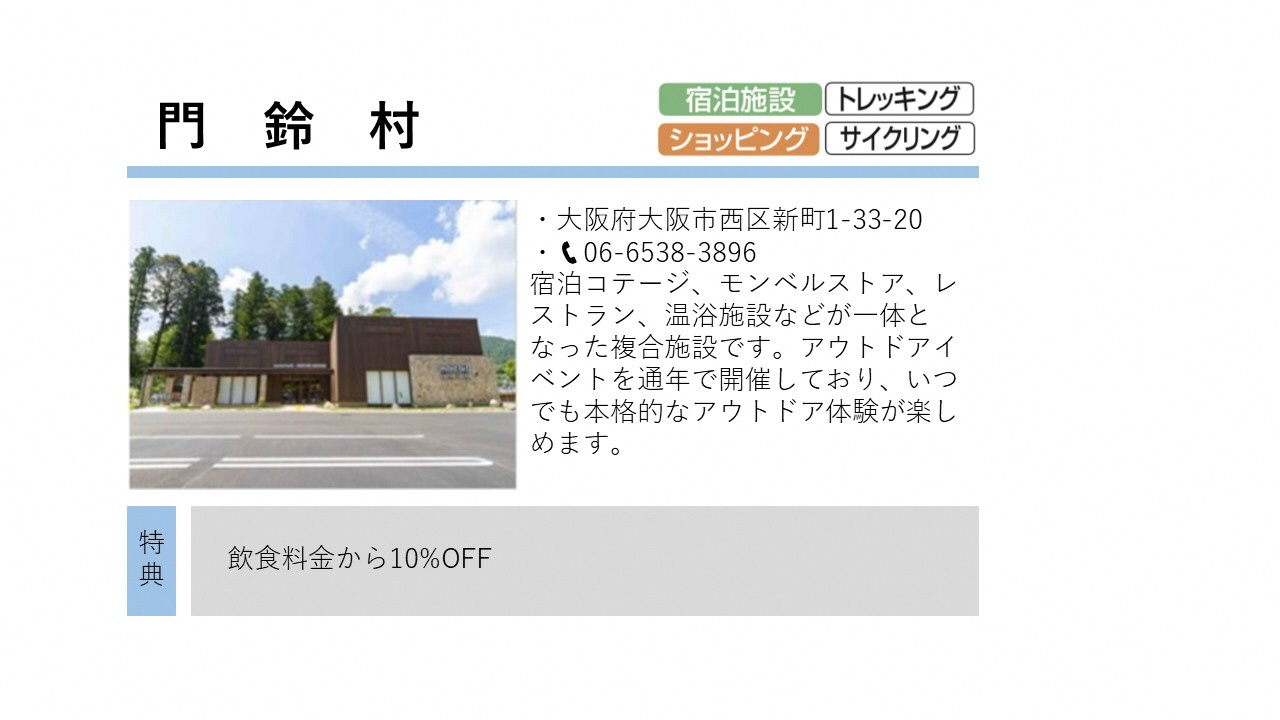 門　鈴　村
宿泊施設
トレッキング
ショッピング
サイクリング
・大阪府大阪市西区新町1-33-20
・📞06-6538-3896
宿泊コテージ、モンベルストア、レ
ストラン、温浴施設などが一体と
なった複合施設です。アウトドアイ
ベントを通年で開催しており、いつ
でも本格的なアウトドア体験が楽し
めます。
特典
飲食料金から10%OFF